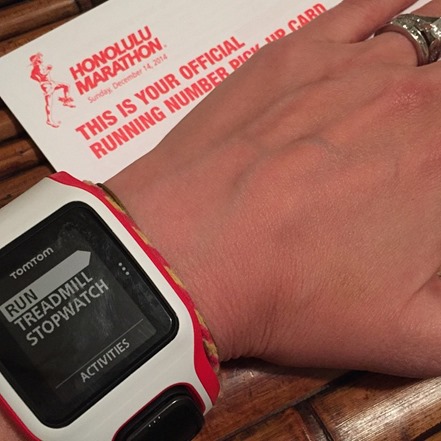 HONOLULU
MARATHON
Sunday, December 14, 2014
THIS IS YOUR OFFICIAL
RUNNING NUMBER PICK-UP CARD
TOMTOM
RUN
TREADMILL
STOPWATCH
ACTIVITIES